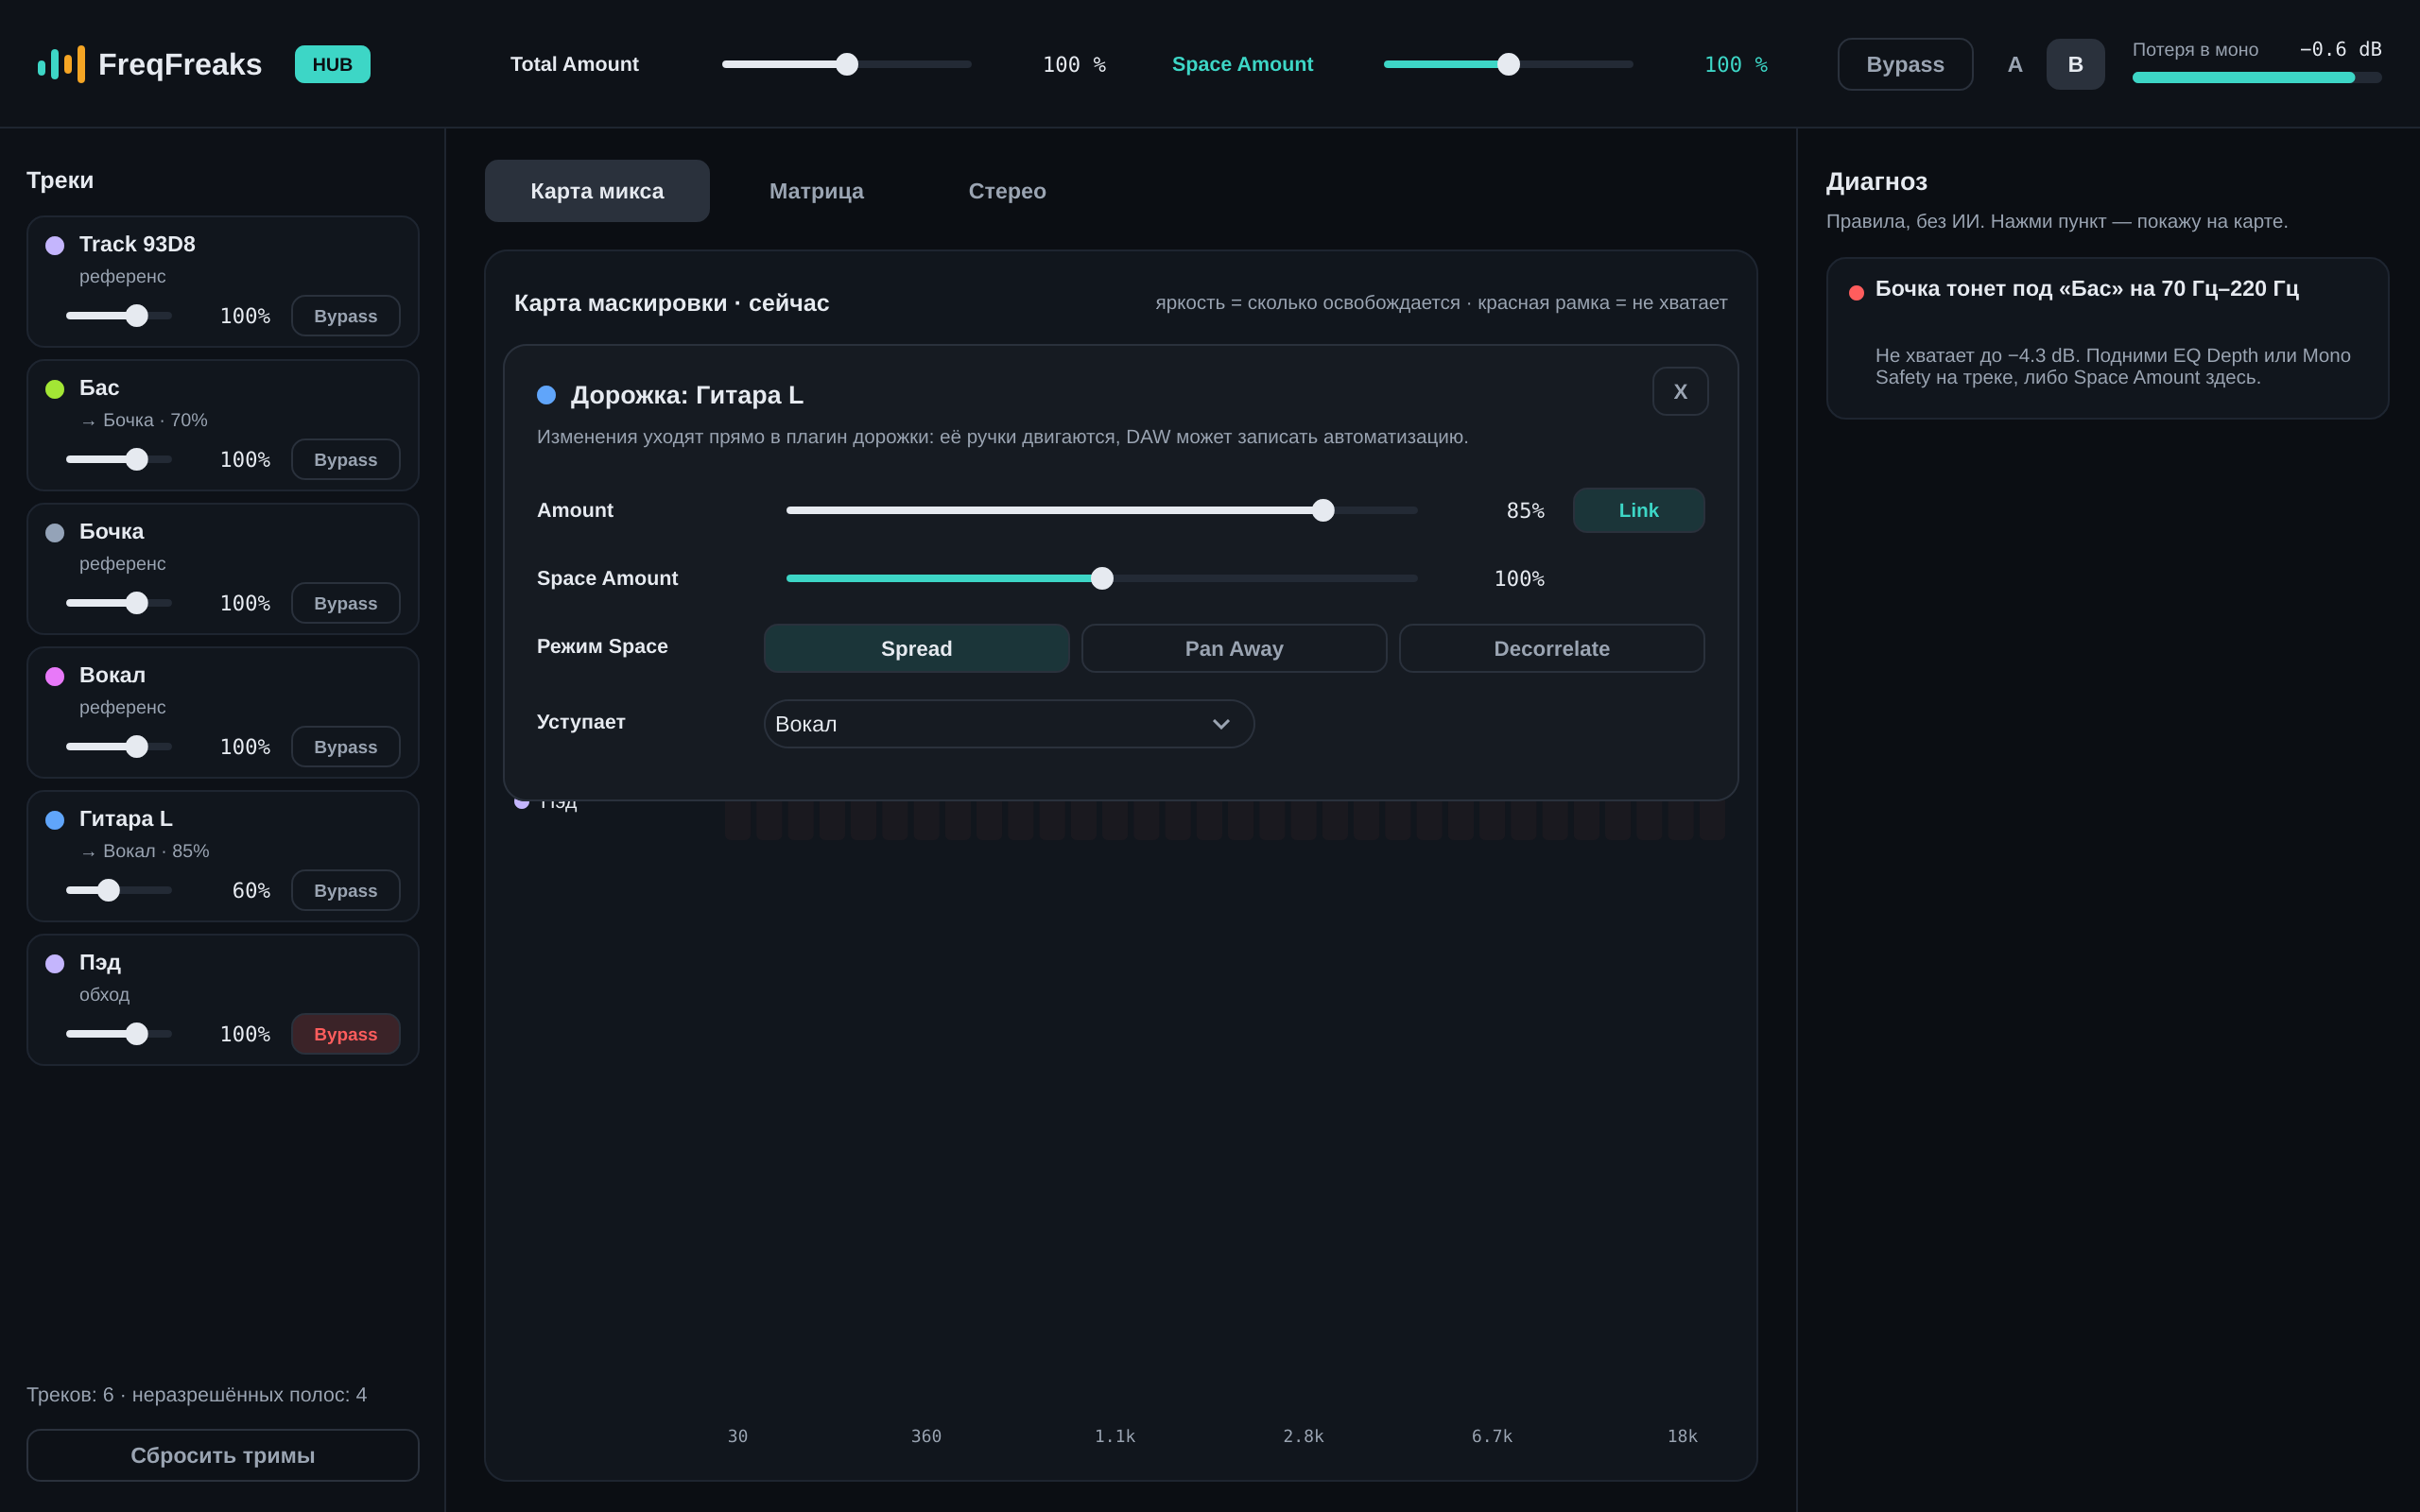 FreqFreaks HUB Total Amount 100 % Space Amount 100 % Bypass A B Потеря в моно −0.6 dB
Треки
Track 93D8
референс
100% Bypass
Бас
→ Бочка · 70%
100% Bypass
Бочка
референс
100% Bypass
Вокал
референс
100% Bypass
Гитара L
→ Вокал · 85%
60% Bypass
Пэд
обход
100% Bypass
Треков: 6 · неразрешённых полос: 4
Сбросить тримы
Карта микса Матрица Стерео
Карта маскировки · сейчас яркость = сколько освобождается · красная рамка = не хватает
Дорожка: Гитара L X
Изменения уходят прямо в плагин дорожки: её ручки двигаются, DAW может записать автоматизацию.
Amount 85% Link
Space Amount 100%
Режим Space Spread Pan Away Decorrelate
Уступает Вокал
Пэд
30 360 1.1k 2.8k 6.7k 18k
Диагноз
Правила, без ИИ. Нажми пункт — покажу на карте.
Бочка тонет под «Бас» на 70 Гц–220 Гц
Не хватает до −4.3 dB. Подними EQ Depth или Mono
Safety на треке, либо Space Amount здесь.